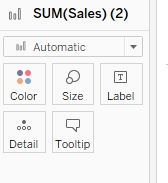 SUM(Sales) (2)
Automatic
Color Size Label
Detail Tooltip